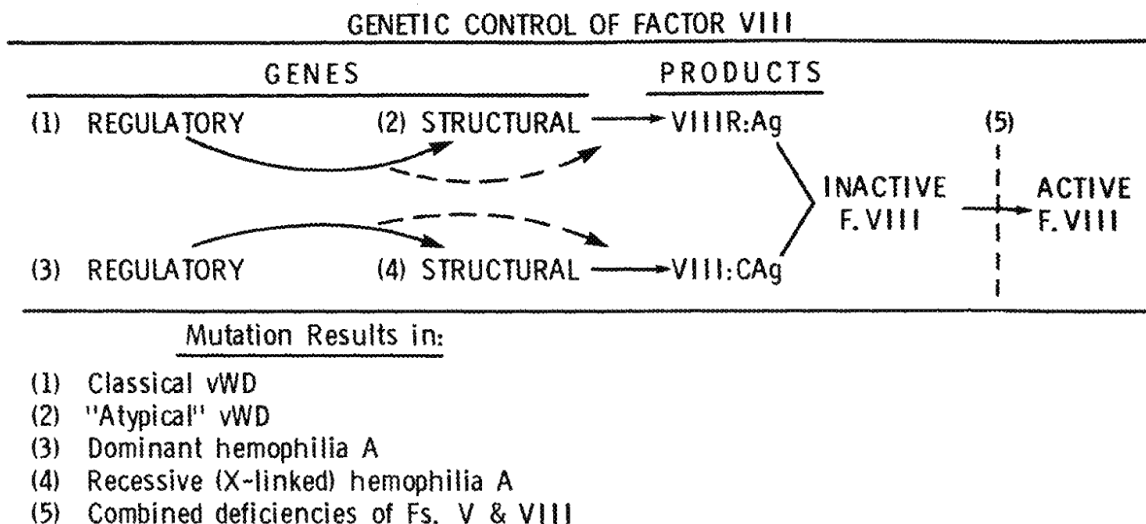 GENETIC CONTROL OF FACTOR VIII
GENES PRODUCTS
(1) REGULATORY (2) STRUCTURAL VIIIR:Ag (5)
INACTIVE ACTIVE
F. VIII F. VIII
(3) REGULATORY (4) STRUCTURAL VIII:CAg
Mutation Results in:
(1) Classical vWD
(2) "Atypical" vWD
(3) Dominant hemophilia A
(4) Recessive (X-linked) hemophilia A
(5) Combined deficiencies of Fs. V & VIII